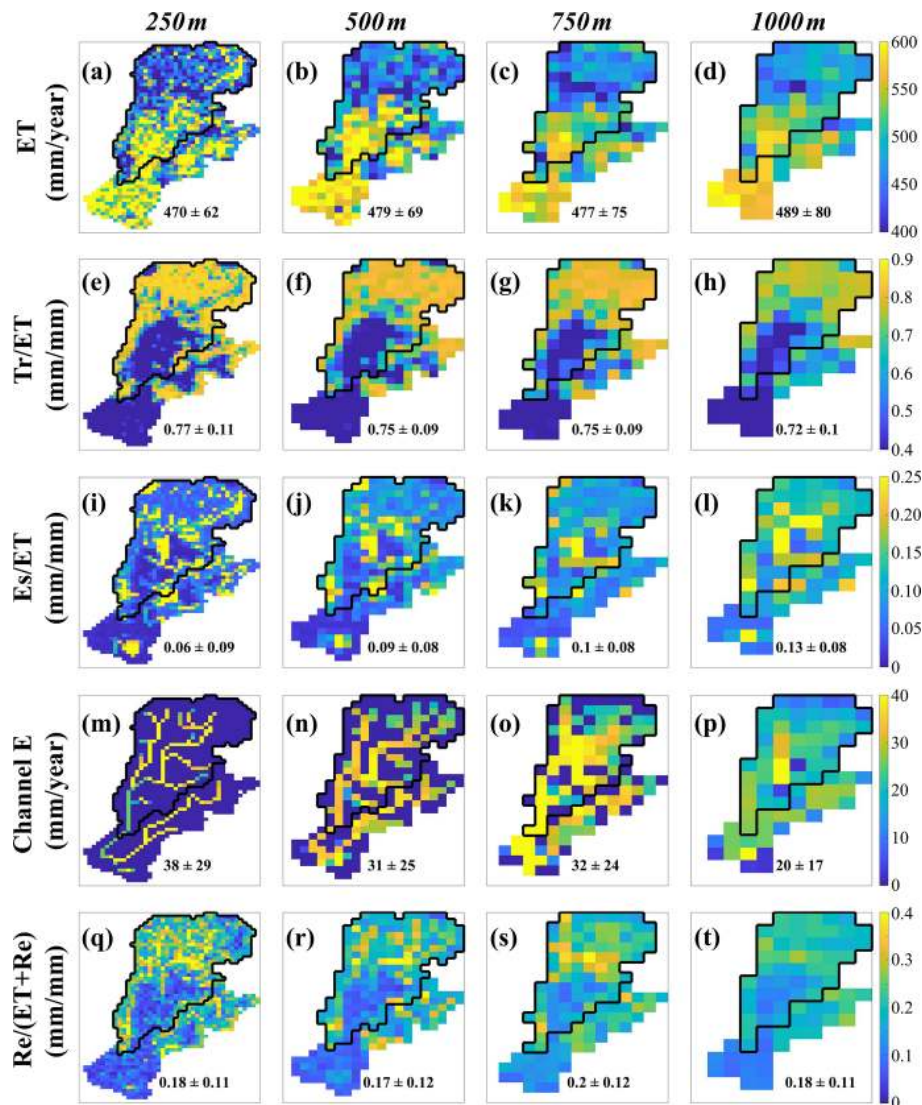 250 m 500 m 750 m 1000 m
ET
(mm/year)
(a) (b) (c) (d)
470 ± 62 479 ± 69 477 ± 75 489 ± 80
600
500
400
Tr/ET
(mm/mm)
(e) (f) (g) (h)
0.77 ± 0.11 0.75 ± 0.09 0.75 ± 0.09 0.72 ± 0.1
0.9
0.8
0.7
0.6
0.5
0.4
Es/ET
(mm/mm)
(i) (j) (k) (l)
0.06 ± 0.09 0.09 ± 0.08 0.1 ± 0.08 0.13 ± 0.08
0.25
0.20
0.15
0.10
0.05
0
Channel E
(mm/year)
(m) (n) (o) (p)
38 ± 29 31 ± 25 32 ± 24 20 ± 17
40
30
20
10
0
Re/(ET+Re)
(mm/mm)
(q) (r) (s) (t)
0.18 ± 0.11 0.17 ± 0.12 0.2 ± 0.12 0.18 ± 0.11
0.4
0.3
0.2
0.1
0